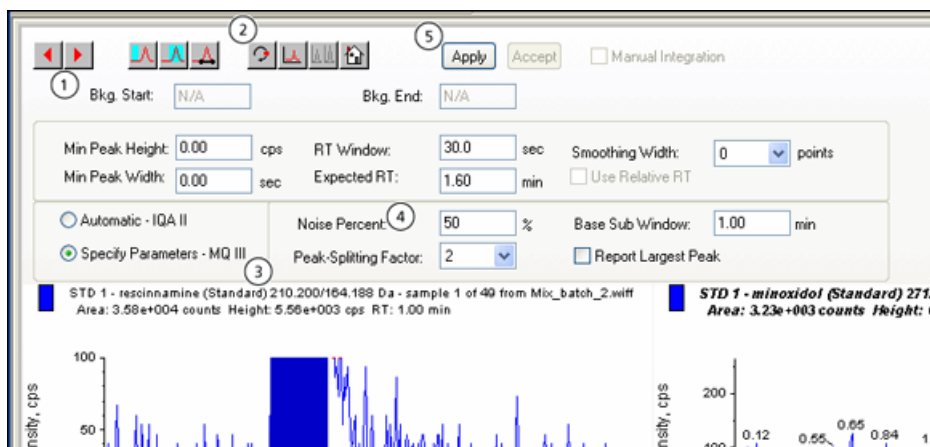 2 5
Apply Accept Manual Integration
1 Bkg. Start: N/A Bkg. End: N/A
Min Peak Height: 0.00 cps RT Window: 30.0 sec Smoothing Width: 0 points
Min Peak Width: 0.00 sec Expected RT: 1.60 min Use Relative RT
Automatic - IQA II Noise Percent: 4 50 % Base Sub Window: 1.00 min
Specify Parameters - MQ III 3 Peak-Splitting Factor: 2 Report Largest Peak
STD 1 - rescinnamine (Standard) 210.200/164.188 Da - sample 1 of 49 from Mix_batch_2.wiff
Area: 3.58e+004 counts Height: 5.56e+003 cps RT: 1.00 min
STD 1 - minoxidol (Standard) 271.
Area: 3.23e+003 counts Height:
100
50
nsity, cps
200
0.12 0.55 0.65 0.84
nsity, cps